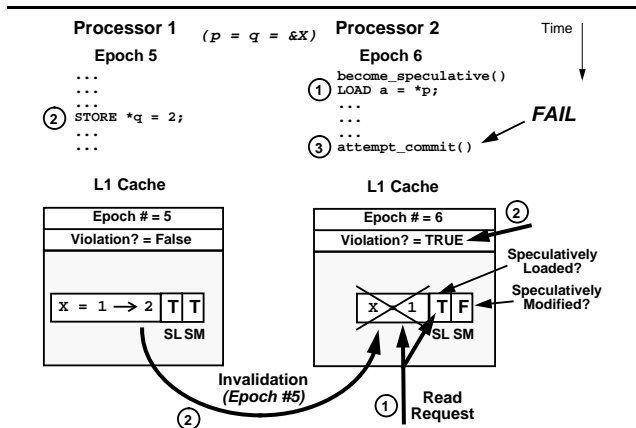 Processor 1
(p = q = &X)
Processor 2
Time
Epoch 5
Epoch 6
...
...
...
② STORE *q = 2;
...
...
become_speculative()
① LOAD a = *p;
...
...
...
③ attempt_commit()
FAIL
L1 Cache
Epoch # = 5
Violation? = False
X = 1 → 2 T T
SL SM
L1 Cache
Epoch # = 6
Violation? = TRUE
②
Speculatively
Loaded?
X = 1 T F
Speculatively
Modified?
SL SM
Invalidation
(Epoch #5)
②
①
Read
Request